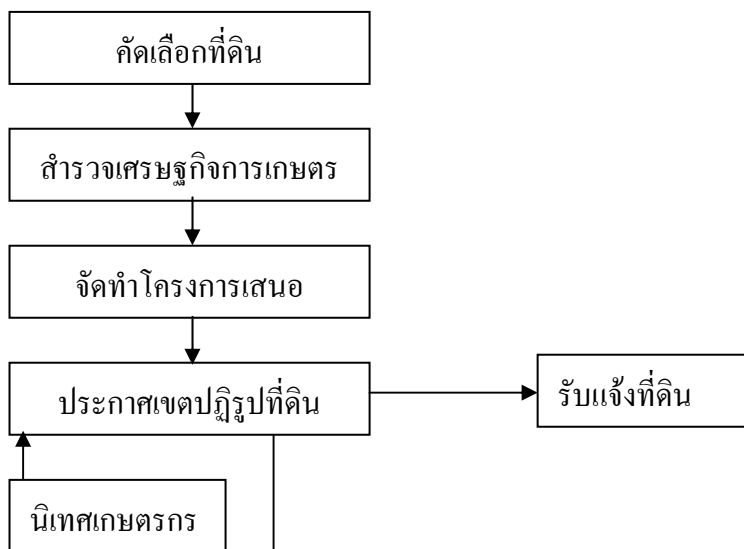 คัดเลือกที่ดิน
สำรวจเศรษฐกิจการเกษตร
จัดทำโครงการเสนอ
ประกาศเขตปฏิรูปที่ดิน
รับแจ้งที่ดิน
นิเทศเกษตรกร